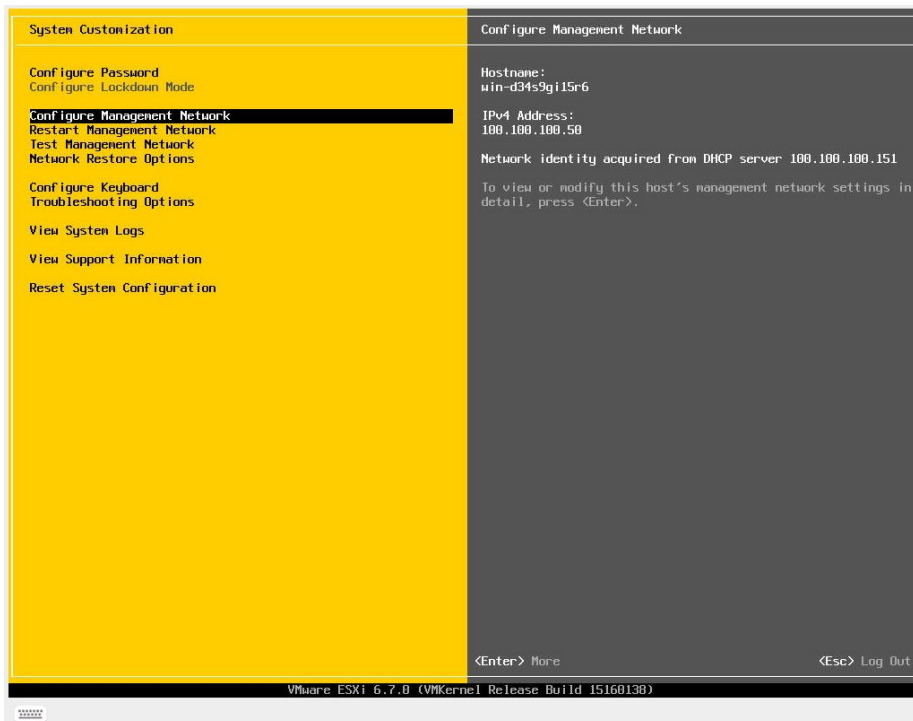 System Customization
Configure Password
Configure Lockdown Mode
Configure Management Network
Restart Management Network
Test Management Network
Network Restore Options
Configure Keyboard
Troubleshooting Options
View System Logs
View Support Information
Reset System Configuration
Configure Management Network
Hostname:
win-d34s9gi15r6
IPv4 Address:
100.100.100.50
Network identity acquired from DHCP server 100.100.100.151
To view or modify this host's management network settings in
detail, press <Enter>.
<Enter> More
<Esc> Log Out
VMware ESXi 6.7.0 (VMKernel Release Build 15160138)